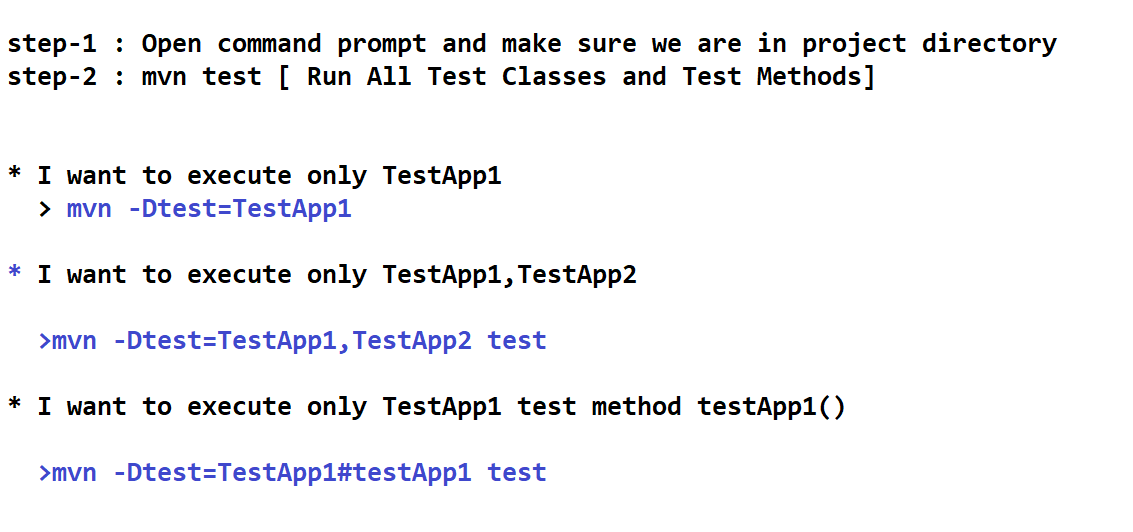 step-1 : Open command prompt and make sure we are in project directory
step-2 : mvn test [ Run All Test Classes and Test Methods]
* I want to execute only TestApp1
> mvn -Dtest=TestApp1
* I want to execute only TestApp1,TestApp2
>mvn -Dtest=TestApp1,TestApp2 test
* I want to execute only TestApp1 test method testApp1()
>mvn -Dtest=TestApp1#testApp1 test